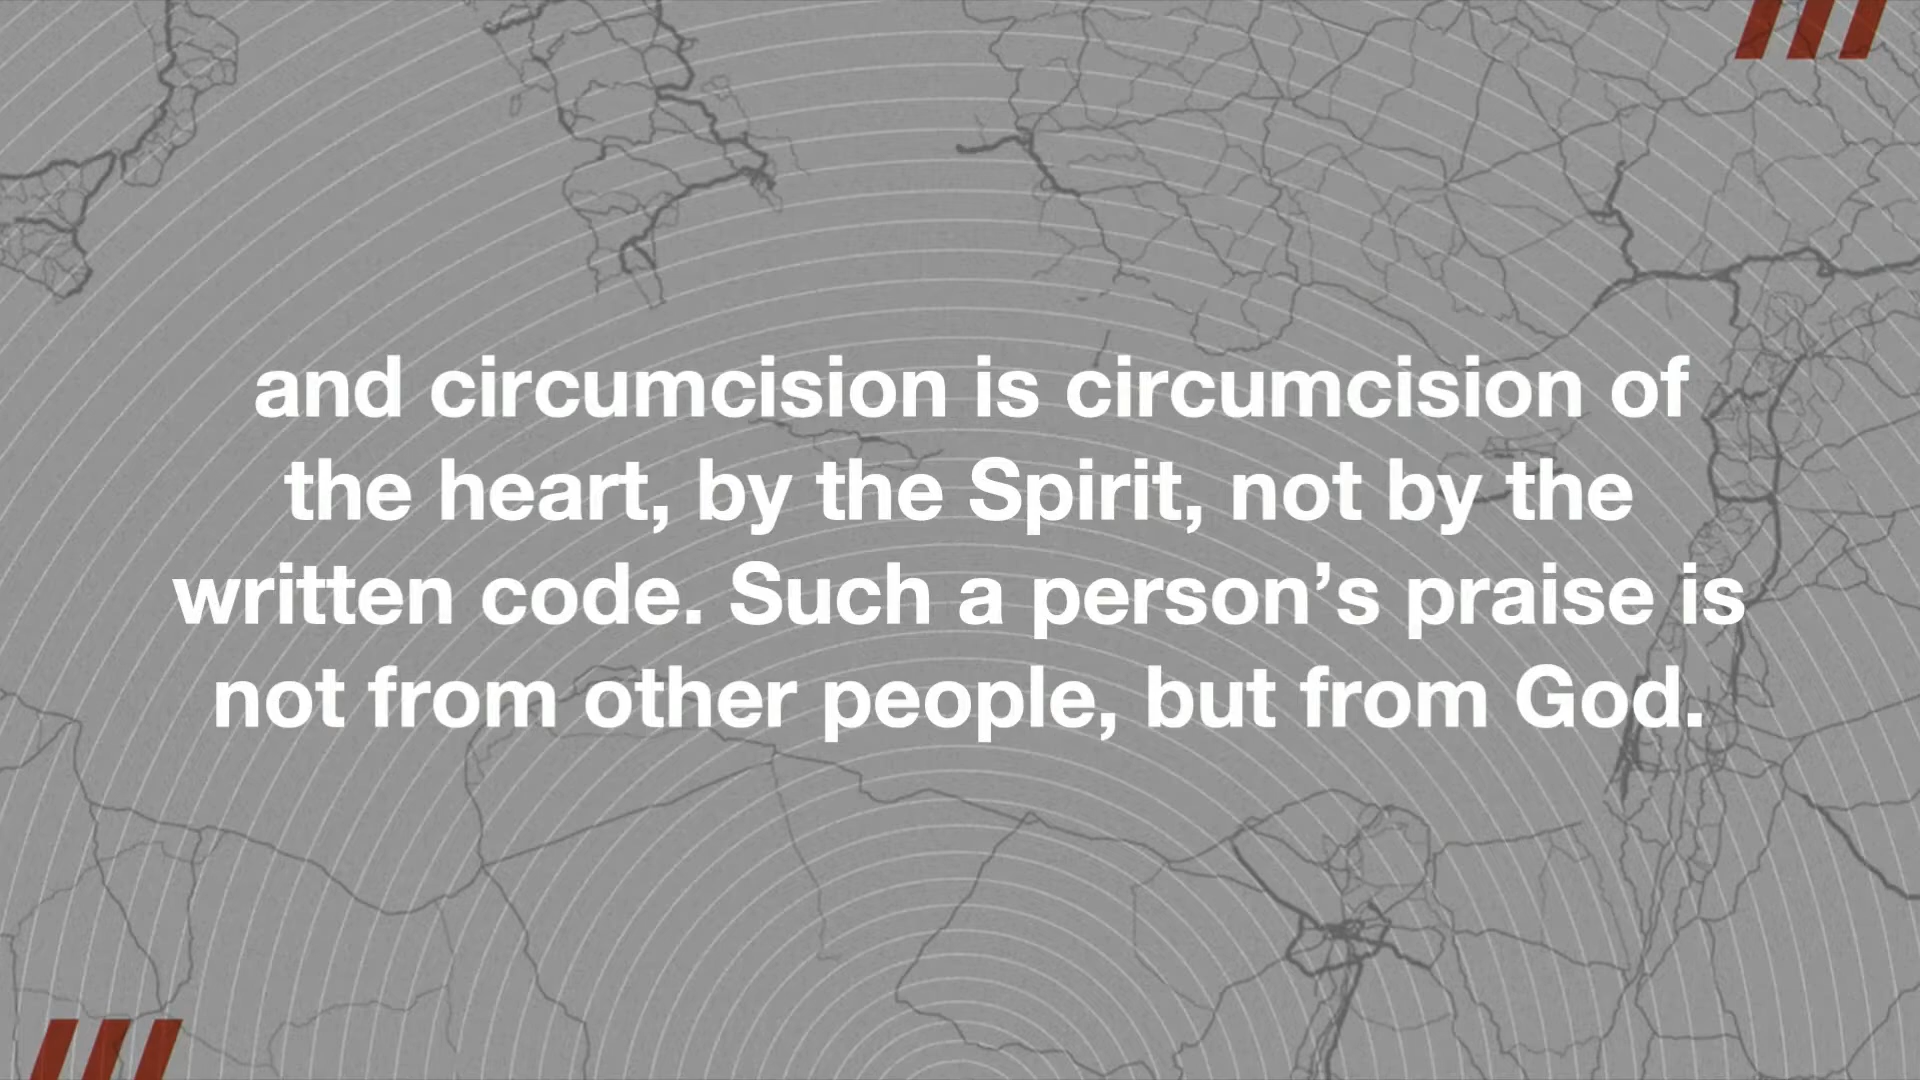 and circumcision is circumcision of
the heart, by the Spirit, not by the
written code. Such a person’s praise is
not from other people, but from God.